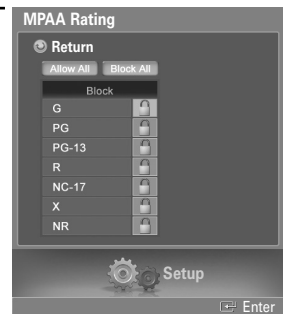 MPAA Rating
Return
Allow All Block All
Block
G
PG
PG-13
R
NC-17
X
NR
Setup
Enter